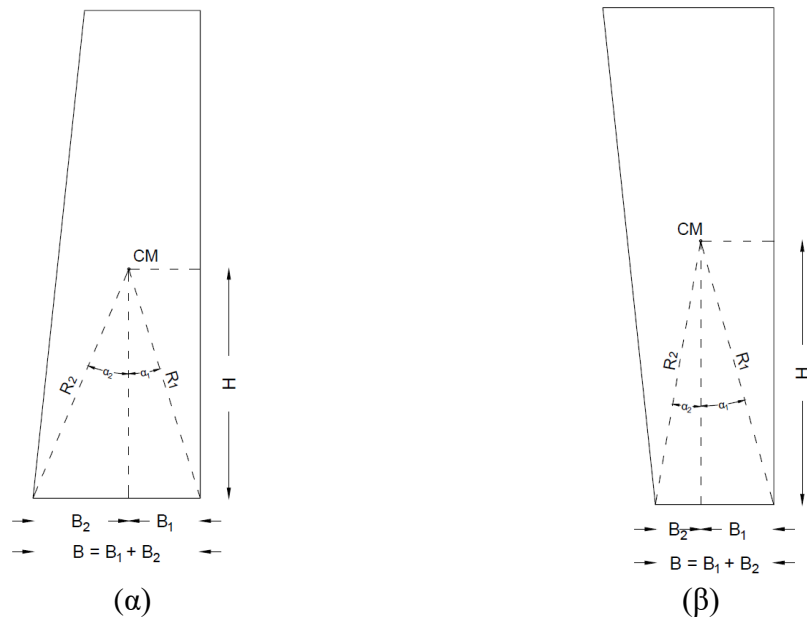 CM
R₂
α₂
α₁
R₁
H
B₂
B₁
B = B₁ + B₂
(α)
CM
R₂
α₂
α₁
R₁
H
B₂
B₁
B = B₁ + B₂
(β)